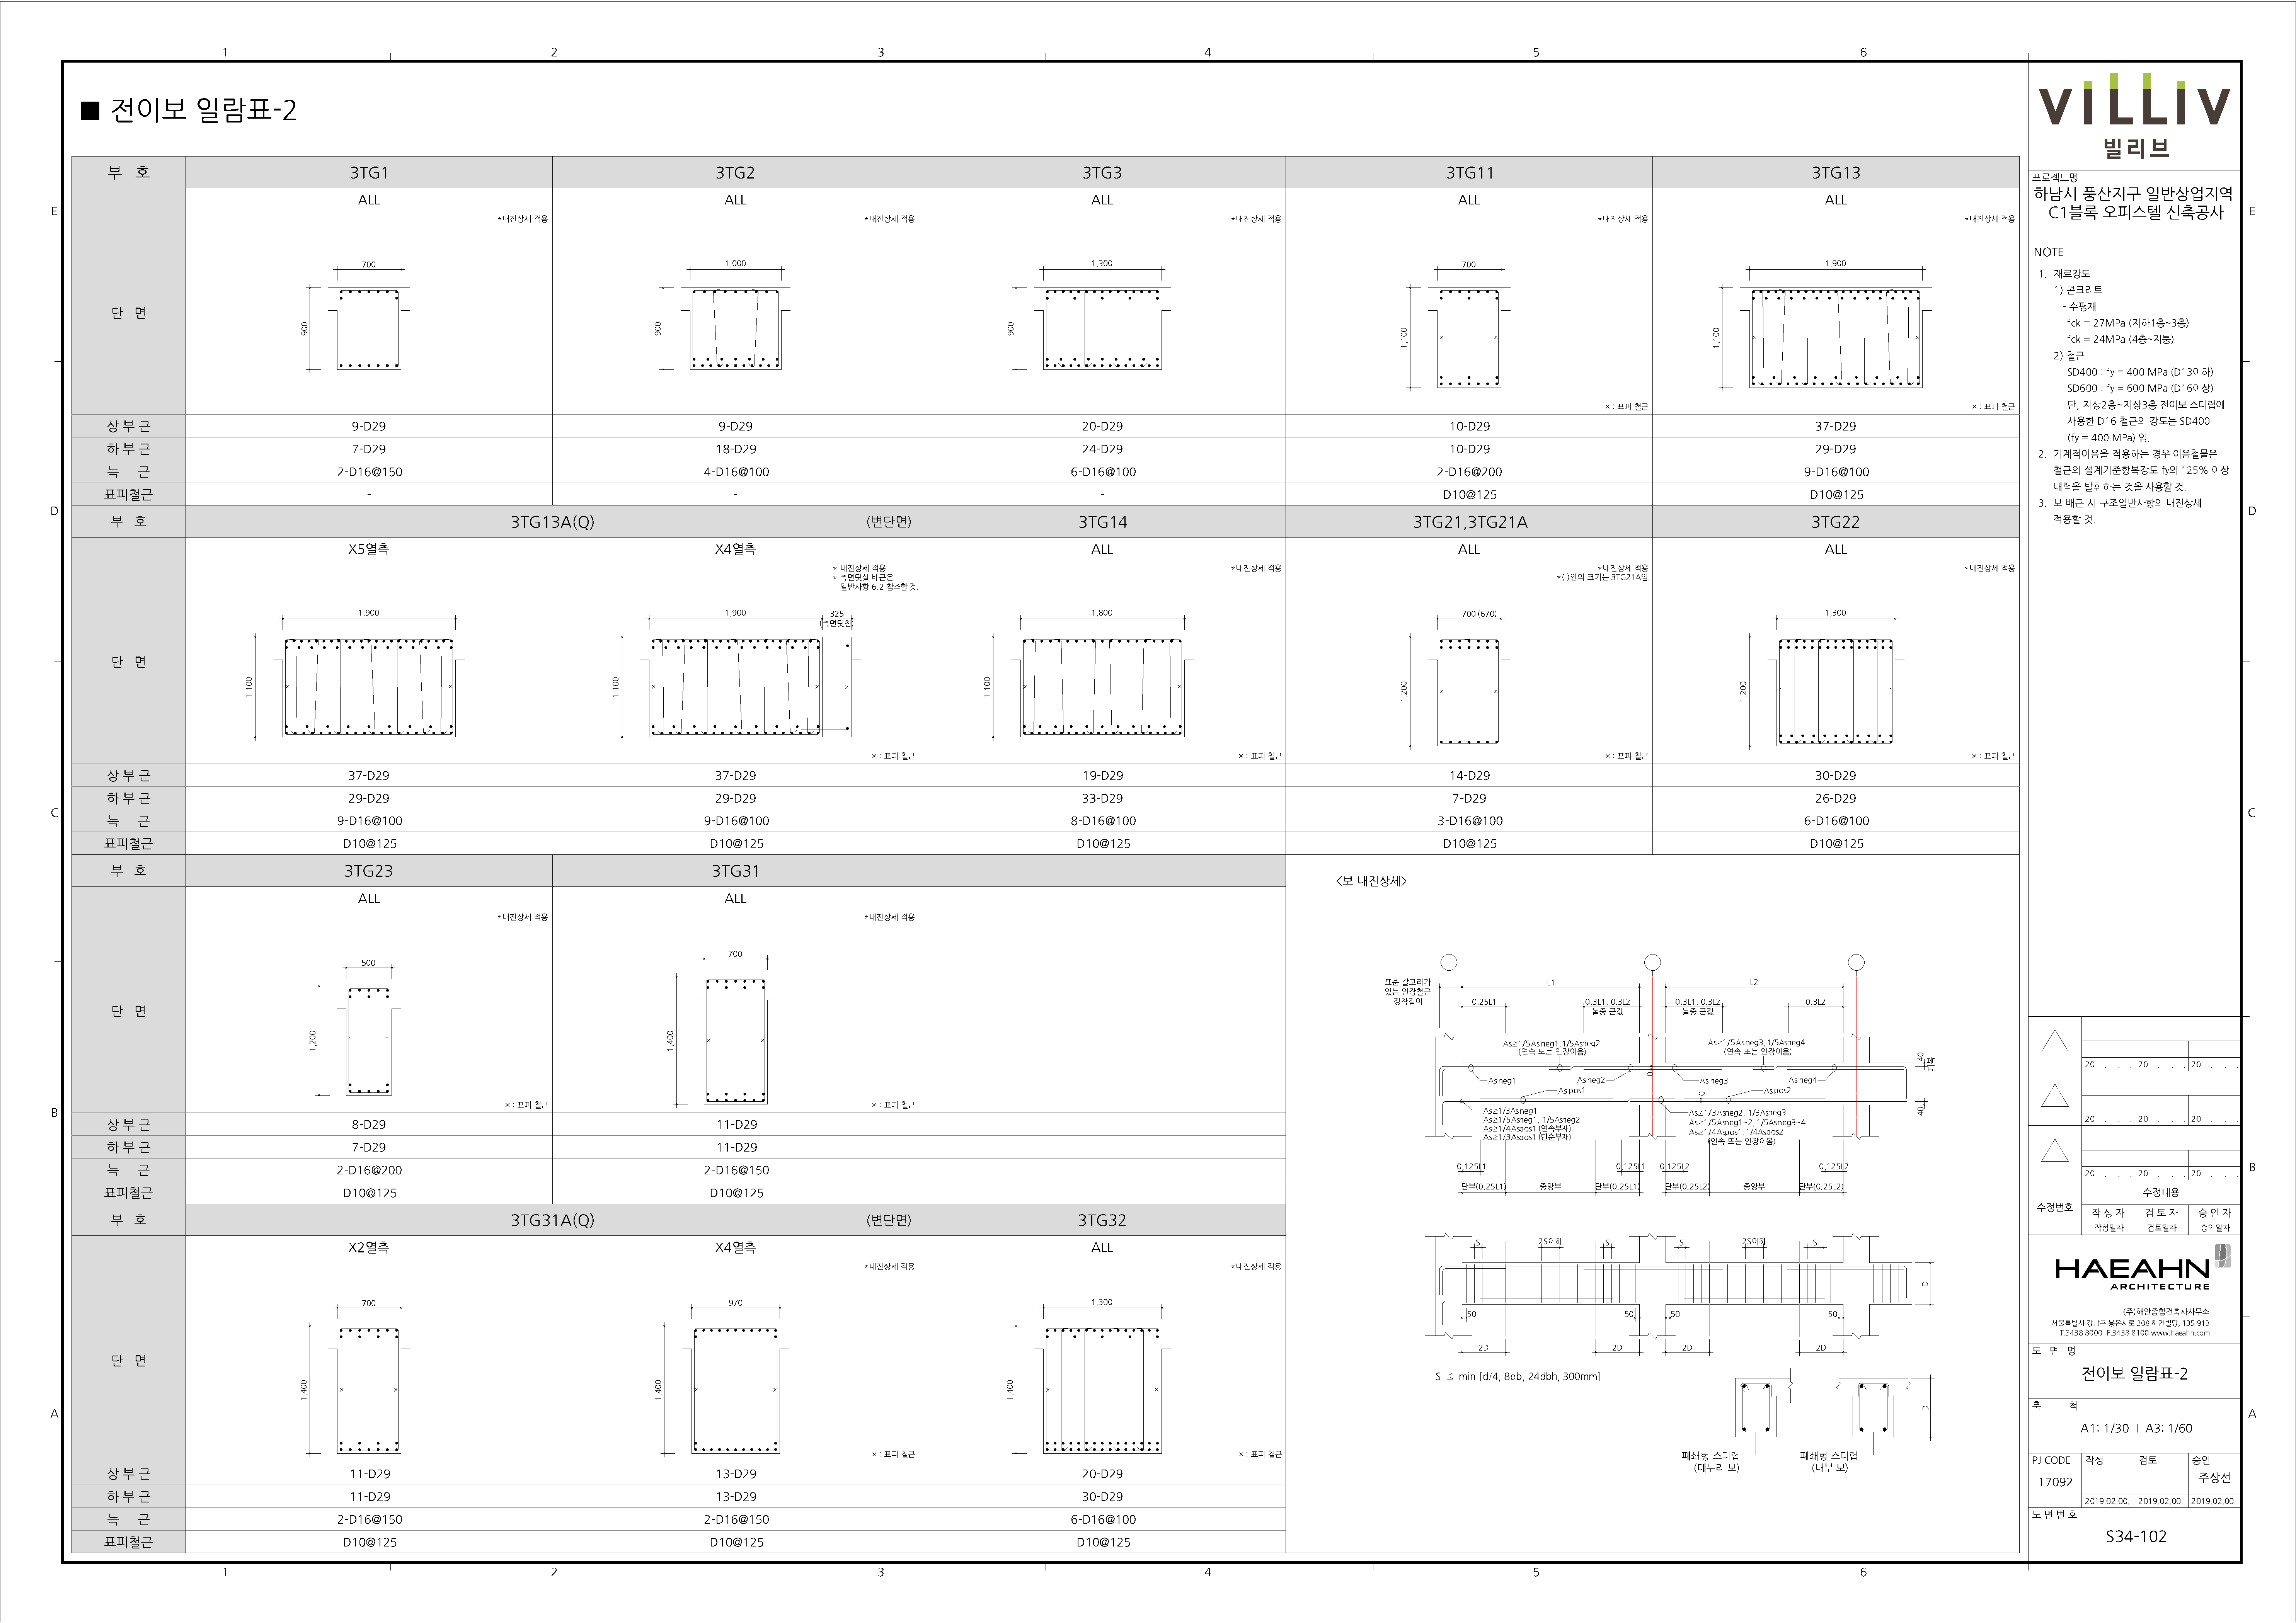 1 2 3 4 5 6
■ 전이보 일람표-2
부 호 3TG1 3TG2 3TG3 3TG11 3TG13
ALL ALL ALL ALL ALL
*내진상세 적용 *내진상세 적용 *내진상세 적용 *내진상세 적용 *내진상세 적용
700 1,000 1,300 700 1,900
단 면
900 900 900 1,100 1,100
× : 표피 철근 × : 표피 철근
상부근 9-D29 9-D29 20-D29 10-D29 37-D29
하부근 7-D29 18-D29 24-D29 10-D29 29-D29
늑 근 2-D16@150 4-D16@100 6-D16@100 2-D16@200 9-D16@100
표피철근 - - - D10@125 D10@125
부 호 3TG13A(Q) (변단면) 3TG14 3TG21,3TG21A 3TG22
X5열측 X4열측 ALL ALL ALL
* 내진상세 적용
* 측면덧살 배근은
일반사항 6.2 참조할 것.
*내진상세 적용 *내진상세 적용 *내진상세 적용
*( )안의 크기는 3TG21A임.
1,900 1,900 325 1,800 700 (670) 1,300
(측면덧침)
단 면
1,100 1,100 1,100 1,200 1,200
× : 표피 철근 × : 표피 철근 × : 표피 철근 × : 표피 철근
상부근 37-D29 37-D29 19-D29 14-D29 30-D29
하부근 29-D29 29-D29 33-D29 7-D29 26-D29
늑 근 9-D16@100 9-D16@100 8-D16@100 3-D16@100 6-D16@100
표피철근 D10@125 D10@125 D10@125 D10@125 D10@125
부 호 3TG23 3TG31
ALL ALL
*내진상세 적용 *내진상세 적용
500 700
단 면
1,200 1,400
× : 표피 철근 × : 표피 철근
상부근 8-D29 11-D29
하부근 7-D29 11-D29
늑 근 2-D16@200 2-D16@150
표피철근 D10@125 D10@125
부 호 3TG31A(Q) (변단면) 3TG32
X2열측 X4열측 ALL
*내진상세 적용 *내진상세 적용
700 970 1,300
단 면
1,400 1,400 1,400
× : 표피 철근 × : 표피 철근
상부근 11-D29 13-D29 20-D29
하부근 11-D29 13-D29 30-D29
늑 근 2-D16@150 2-D16@150 6-D16@100
표피철근 D10@125 D10@125 D10@125
<보 내진상세>
표준 갈고리가
있는 인장철근
정착길이
L1 L2
0.25L1 0.3L1, 0.3L2 0.3L1, 0.3L2 0.3L2
둘중 큰값 둘중 큰값
As≥1/5Asneg1,1/5Asneg2 As≥1/5Asneg3,1/5Asneg4
(연속 또는 인장이음) (연속 또는 인장이음)
40
피복
Asneg1 Asneg2 Asneg3 Asneg4
Aspos1 Aspos2
40
As≥1/3Asneg1
As≥1/5Asneg1, 1/5Asneg2
As≥1/4Aspos1 (연속부재)
As≥1/3Aspos1 (단순부재)
As≥1/3Asneg2, 1/3Asneg3
As≥1/5Asneg1~2, 1/5Asneg3~4
As≥1/4Aspos1, 1/4Aspos2
(연속 또는 인장이음)
0.125L1 0.125L1 0.125L2 0.125L2
단부(0.25L1) 중앙부 단부(0.25L1) 단부(0.25L2) 중앙부 단부(0.25L2)
S 2S이하 S S 2S이하 S
D
50 50 50 50
2D 2D 2D 2D
S ≤ min [d/4, 8db, 24dbh, 300mm]
D
폐쇄형 스터럽 폐쇄형 스터럽
(테두리 보) (내부 보)
VILLIV
빌리브
프로젝트명
하남시 풍산지구 일반상업지역
C1블록 오피스텔 신축공사
NOTE
1. 재료강도
1) 콘크리트
- 수평재
fck = 27MPa (지하1층~3층)
fck = 24MPa (4층~지붕)
2) 철근
SD400 : fy = 400 MPa (D13이하)
SD600 : fy = 600 MPa (D16이상)
단, 지상2층~지상3층 전이보 스터럽에
사용한 D16 철근의 강도는 SD400
(fy = 400 MPa) 임.
2. 기계적이음을 적용하는 경우 이음철물은
철근의 설계기준항복강도 fy의 125% 이상
내력을 발휘하는 것을 사용할 것.
3. 보 배근 시 구조일반사항의 내진상세
적용할 것.
20 . . . 20 . . . 20 . . .
20 . . . 20 . . . 20 . . .
20 . . . 20 . . . 20 . . .
수정번호 수정내용
작성자 검토자 승인자
작성일자 검토일자 승인일자
HAEAHN
ARCHITECTURE
(주)해안종합건축사사무소
서울특별시 강남구 봉은사로 208 해안빌딩, 135-913
T.3438 8000 F.3438 8100 www.haeahn.com
도 면 명
전이보 일람표-2
축 척
A1: 1/30 I A3: 1/60
PJ CODE 작성 검토 승인
17092 주상선
2019.02.00. 2019.02.00. 2019.02.00.
도면번호
S34-102
E D C B A
E D C B A
1 2 3 4 5 6